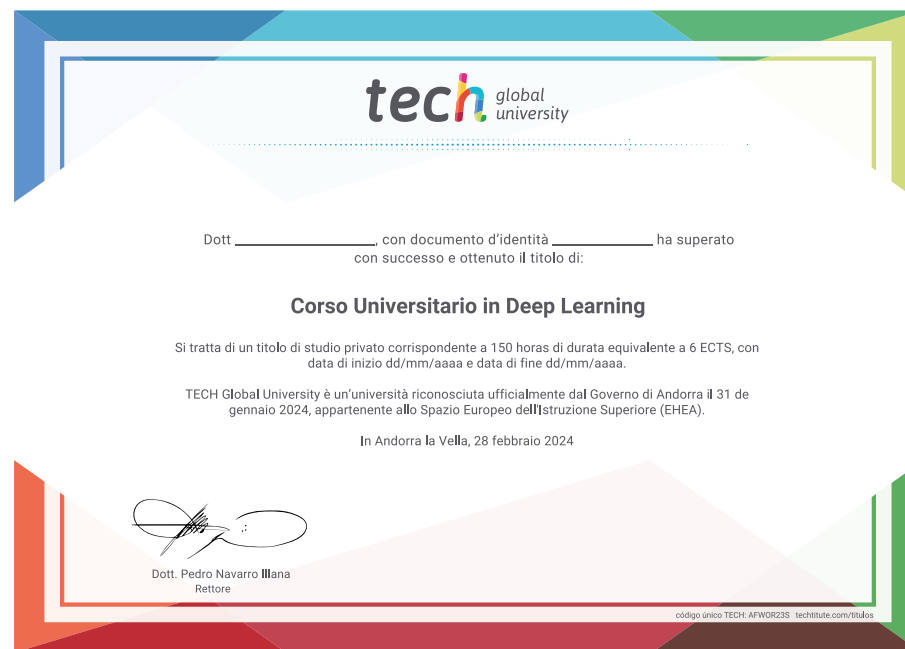 tech global university
Dott ____________________, con documento d'identità ______________ ha superato
con successo e ottenuto il titolo di:
Corso Universitario in Deep Learning
Si tratta di un titolo di studio privato corrispondente a 150 horas di durata equivalente a 6 ECTS, con
data di inizio dd/mm/aaaa e data di fine dd/mm/aaaa.
TECH Global University è un'università riconosciuta ufficialmente dal Governo di Andorra il 31 de
gennaio 2024, appartenente allo Spazio Europeo dell'Istruzione Superiore (EHEA).
In Andorra la Vella, 28 febbraio 2024
Dott. Pedro Navarro Illana
Rettore
código único TECH: AFWOR23S techtitute.com/titulos